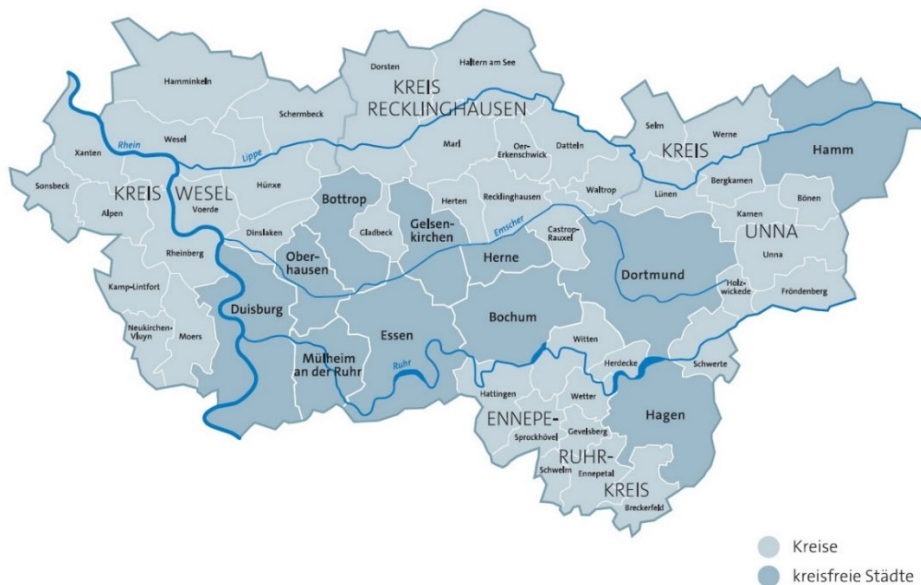 Dorsten
Haltern am See
Hamminkeln
KREIS
RECKLINGHAUSEN
Schermbeck
Selm
Werne
Wesel
Rhein
Lippe
Marl
Oer-
Erkenschwick
Datteln
KREIS
Hamm
Xanten
Lünen
Bergkamen
Sonsbeck
KREIS WESEL
Voerde
Hünxe
Bottrop
Herten
Recklinghausen
Waltrop
Bönen
Alpen
Gladbeck
Gelsen-
kirchen
Emscher
Castrop-
Rauxel
Kamen
UNNA
Unna
Dinslaken
Rheinberg
Ober-
hausen
Herne
Dortmund
Holz-
wickede
Fröndenberg
Kamp-Lintfort
Duisburg
Bochum
Neukirchen-
Vluyn
Moers
Essen
Witten
Mülheim
an der Ruhr
Ruhr
Herdecke
Schwerte
Hattingen
Wetter
Hagen
ENNEPE-
Sprockhövel
Gevelsberg
RUHR-
Schwelm
Ennepetal
KREIS
Breckerfeld
Kreise
kreisfreie Städte